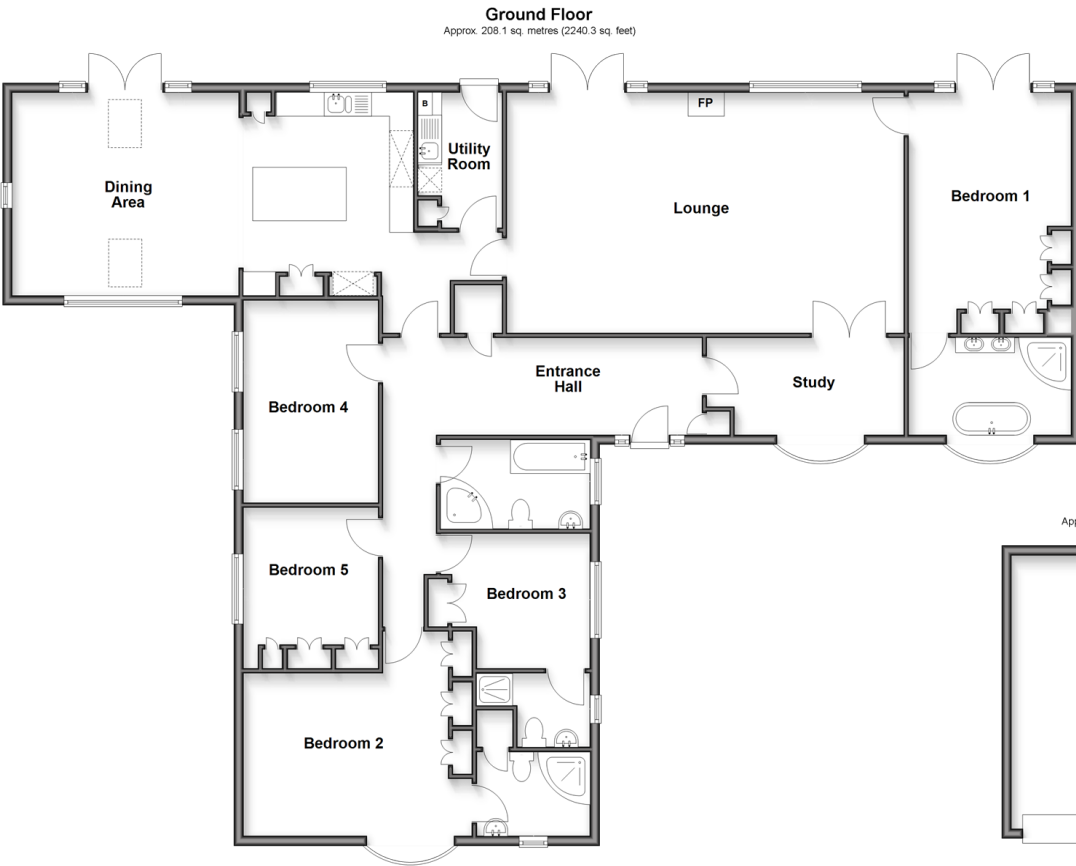 Ground Floor
Approx. 208.1 sq. metres (2240.3 sq. feet)
B
FP
Utility
Room
Dining
Area
Lounge
Bedroom 1
Entrance
Hall
Study
Bedroom 4
Bedroom 5
Bedroom 3
Bedroom 2